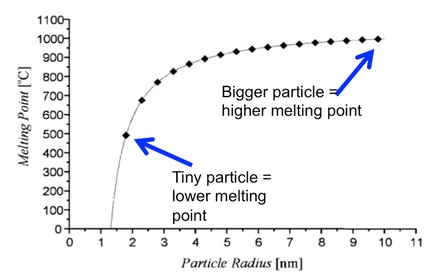 1100
1000
900
800
700
600
500
400
300
200
100
0
Melting Point [°C]
Bigger particle =
higher melting point
Tiny particle =
lower melting
point
0 1 2 3 4 5 6 7 8 9 10 11
Particle Radius [nm]